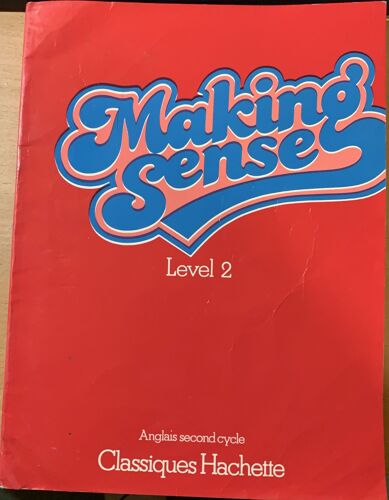 Making
Sense
Level 2
Anglais second cycle
Classiques Hachette